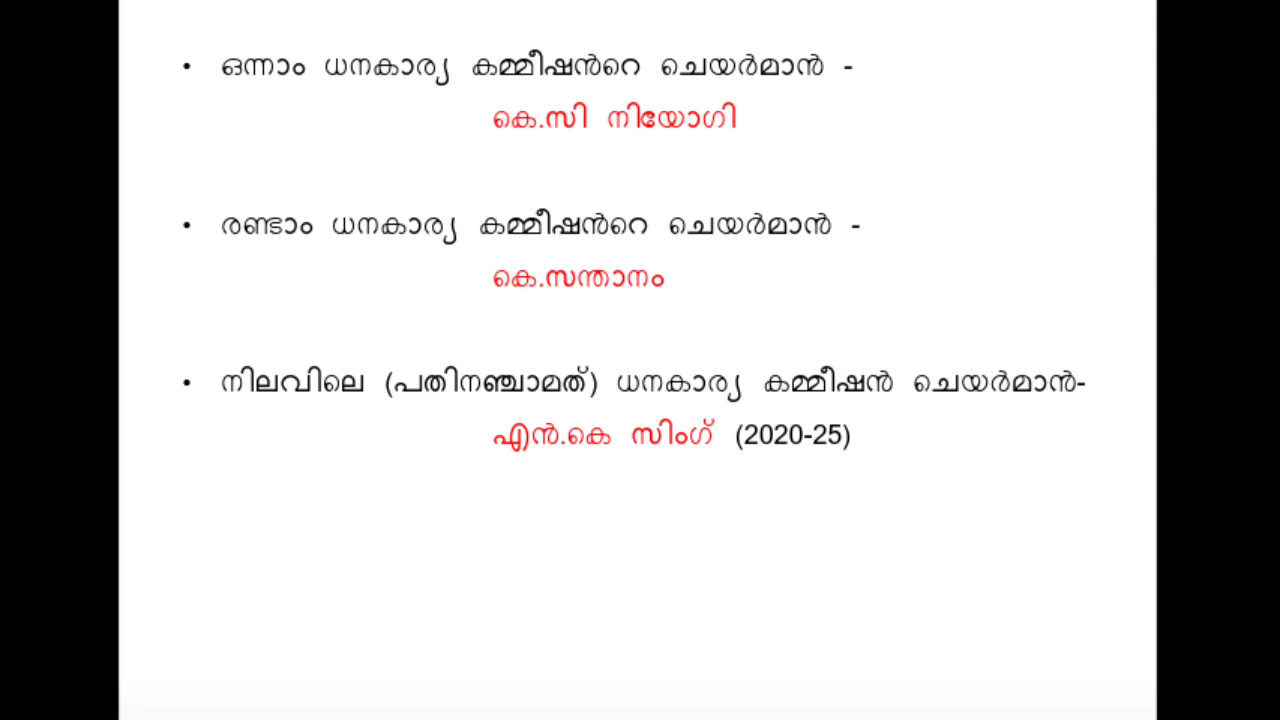 • ഒന്നാം ധനകാര്യ കമ്മീഷൻറെ ചെയർമാൻ -
കെ.സി നിയോഗി
• രണ്ടാം ധനകാര്യ കമ്മീഷൻറെ ചെയർമാൻ -
കെ.സന്താനം
• നിലവിലെ (പതിനഞ്ചാമത്) ധനകാര്യ കമ്മീഷൻ ചെയർമാൻ-
എൻ.കെ സിംഗ് (2020-25)